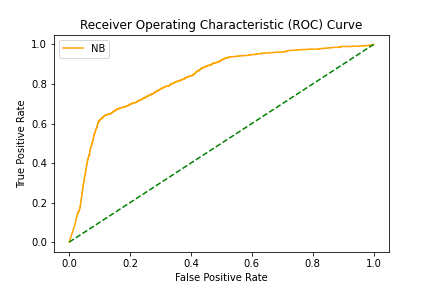 Receiver Operating Characteristic (ROC) Curve
NB
1.0
0.8
0.6
0.4
0.2
0.0
True Positive Rate
0.0 0.2 0.4 0.6 0.8 1.0
False Positive Rate